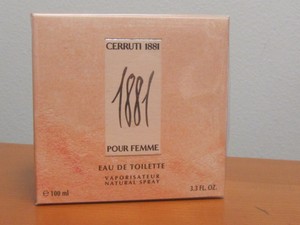 CERRUTI 1881
1881
POUR FEMME
EAU DE TOILETTE
VAPORISATEUR
NATURAL SPRAY
e 100 ml 3.3 FL. OZ.